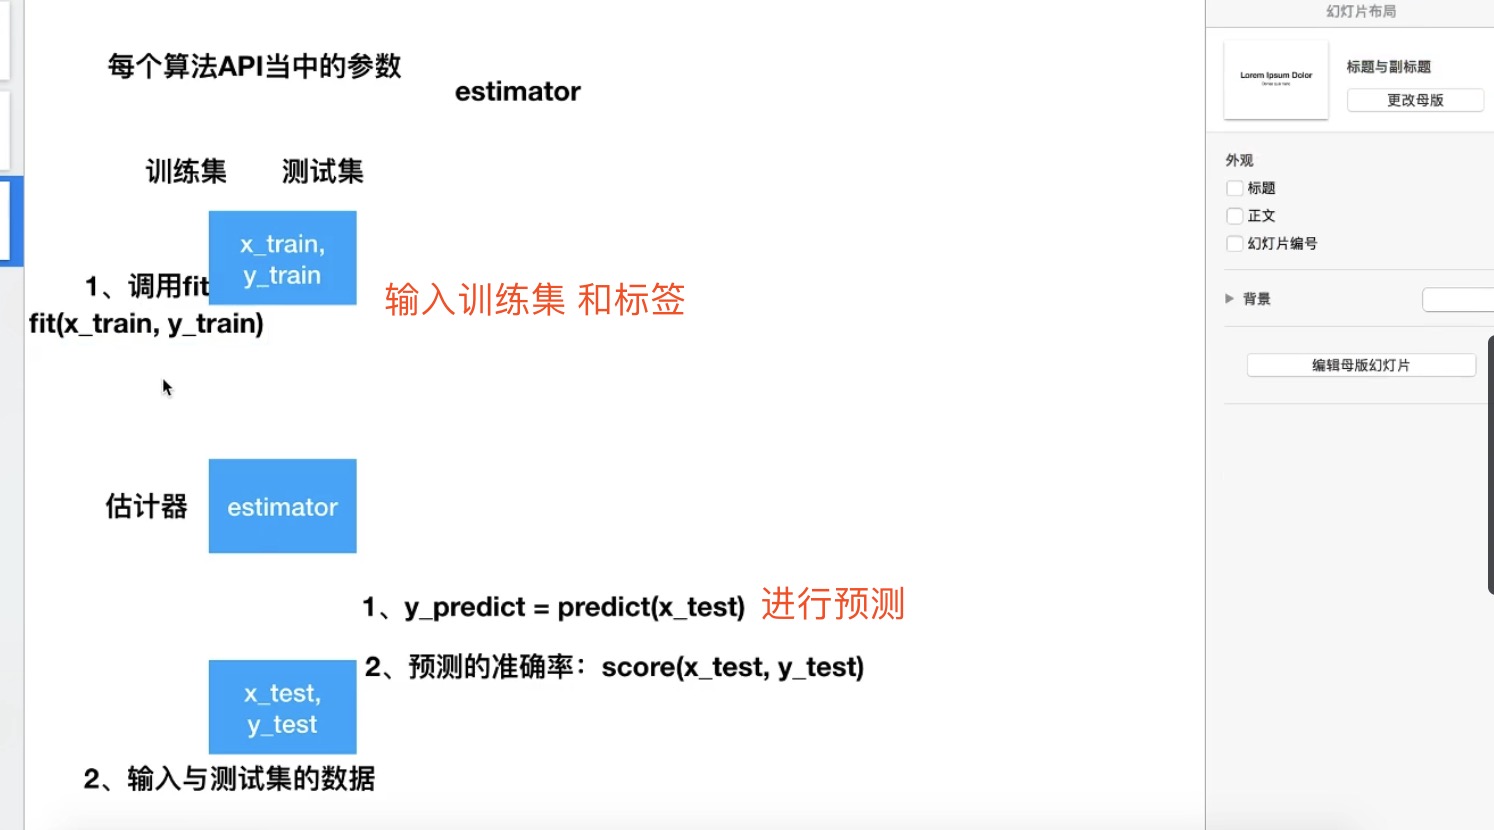 每个算法API当中的参数
estimator
训练集 测试集
x_train,
y_train
1、调用fit
fit(x_train, y_train)
输入训练集 和标签
估计器
estimator
1、y_predict = predict(x_test)
进行预测
2、预测的准确率：score(x_test, y_test)
x_test,
y_test
2、输入与测试集的数据
幻灯片布局
Lorem Ipsum Dolor
标题与副标题
更改母版
外观
标题
正文
幻灯片编号
背景
编辑母版幻灯片